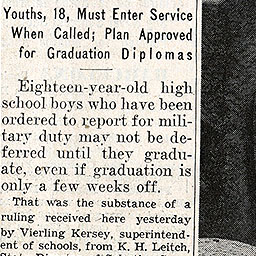 Youths, 18, Must Enter Service
When Called; Plan Approved
for Graduation Diplomas
Eighteen-year-old high
school boys who have been
ordered to report for mili-
tary duty may not be de-
ferred until they gradu-
ate, even if graduation is
only a few weeks off.
That was the substance of a
ruling received here yesterday
by Vierling Kersey, superintend-
ent of schools, from K. H. Leitch,